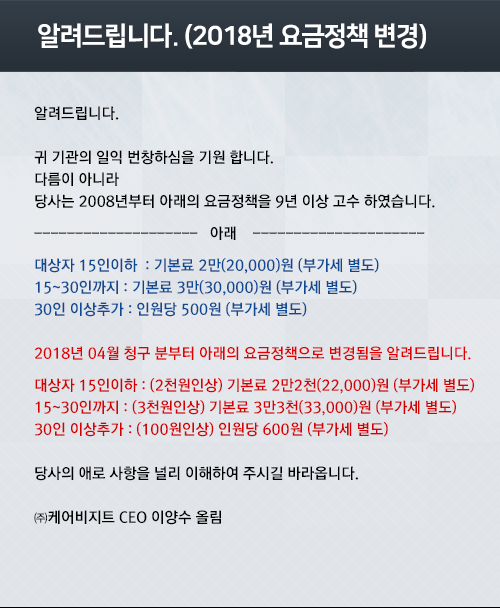 알려드립니다. (2018년 요금정책 변경)
알려드립니다.
귀 기관의 일익 번창하심을 기원 합니다.
다름이 아니라
당사는 2008년부터 아래의 요금정책을 9년 이상 고수 하였습니다.
–––––––––––––––––––– 아래 –––––––––––––––––––––
대상자 15인이하 : 기본료 2만(20,000)원 (부가세 별도)
15~30인까지 : 기본료 3만(30,000)원 (부가세 별도)
30인 이상추가 : 인원당 500원 (부가세 별도)
2018년 04월 청구 분부터 아래의 요금정책으로 변경됨을 알려드립니다.
대상자 15인이하 : (2천원인상) 기본료 2만2천(22,000)원 (부가세 별도)
15~30인까지 : (3천원인상) 기본료 3만3천(33,000)원 (부가세 별도)
30인 이상추가 : (100원인상) 인원당 600원 (부가세 별도)
당사의 애로 사항을 널리 이해하여 주시길 바라옵니다.
㈜케어비지트 CEO 이양수 올림